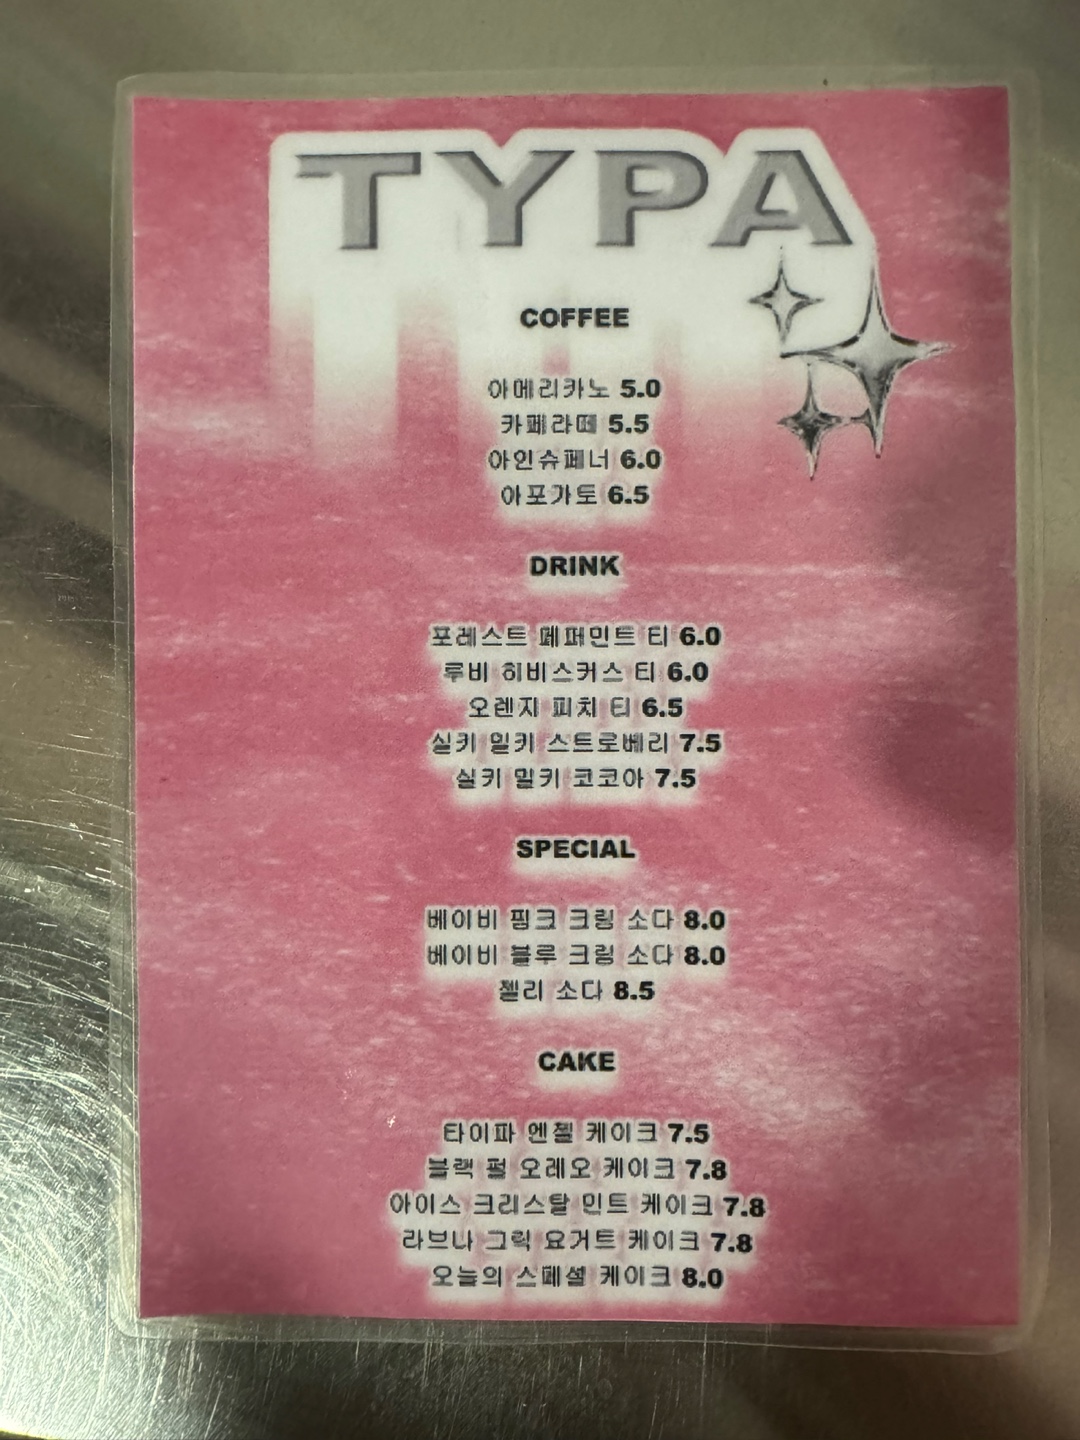 TYPA
COFFEE
아메리카노 5.0
카페라떼 5.5
아인슈페너 6.0
아포가토 6.5
DRINK
포레스트 페퍼민트 티 6.0
루비 히비스커스 티 6.0
오렌지 피치 티 6.5
실키 밀키 스트로베리 7.5
실키 밀키 코코아 7.5
SPECIAL
베이비 핑크 크림 소다 8.0
베이비 블루 크림 소다 8.0
젤리 소다 8.5
CAKE
타이파 엔젤 케이크 7.5
블랙 펄 오레오 케이크 7.8
아이스 크리스탈 민트 케이크 7.8
라브나 그릭 요거트 케이크 7.8
오늘의 스페셜 케이크 8.0